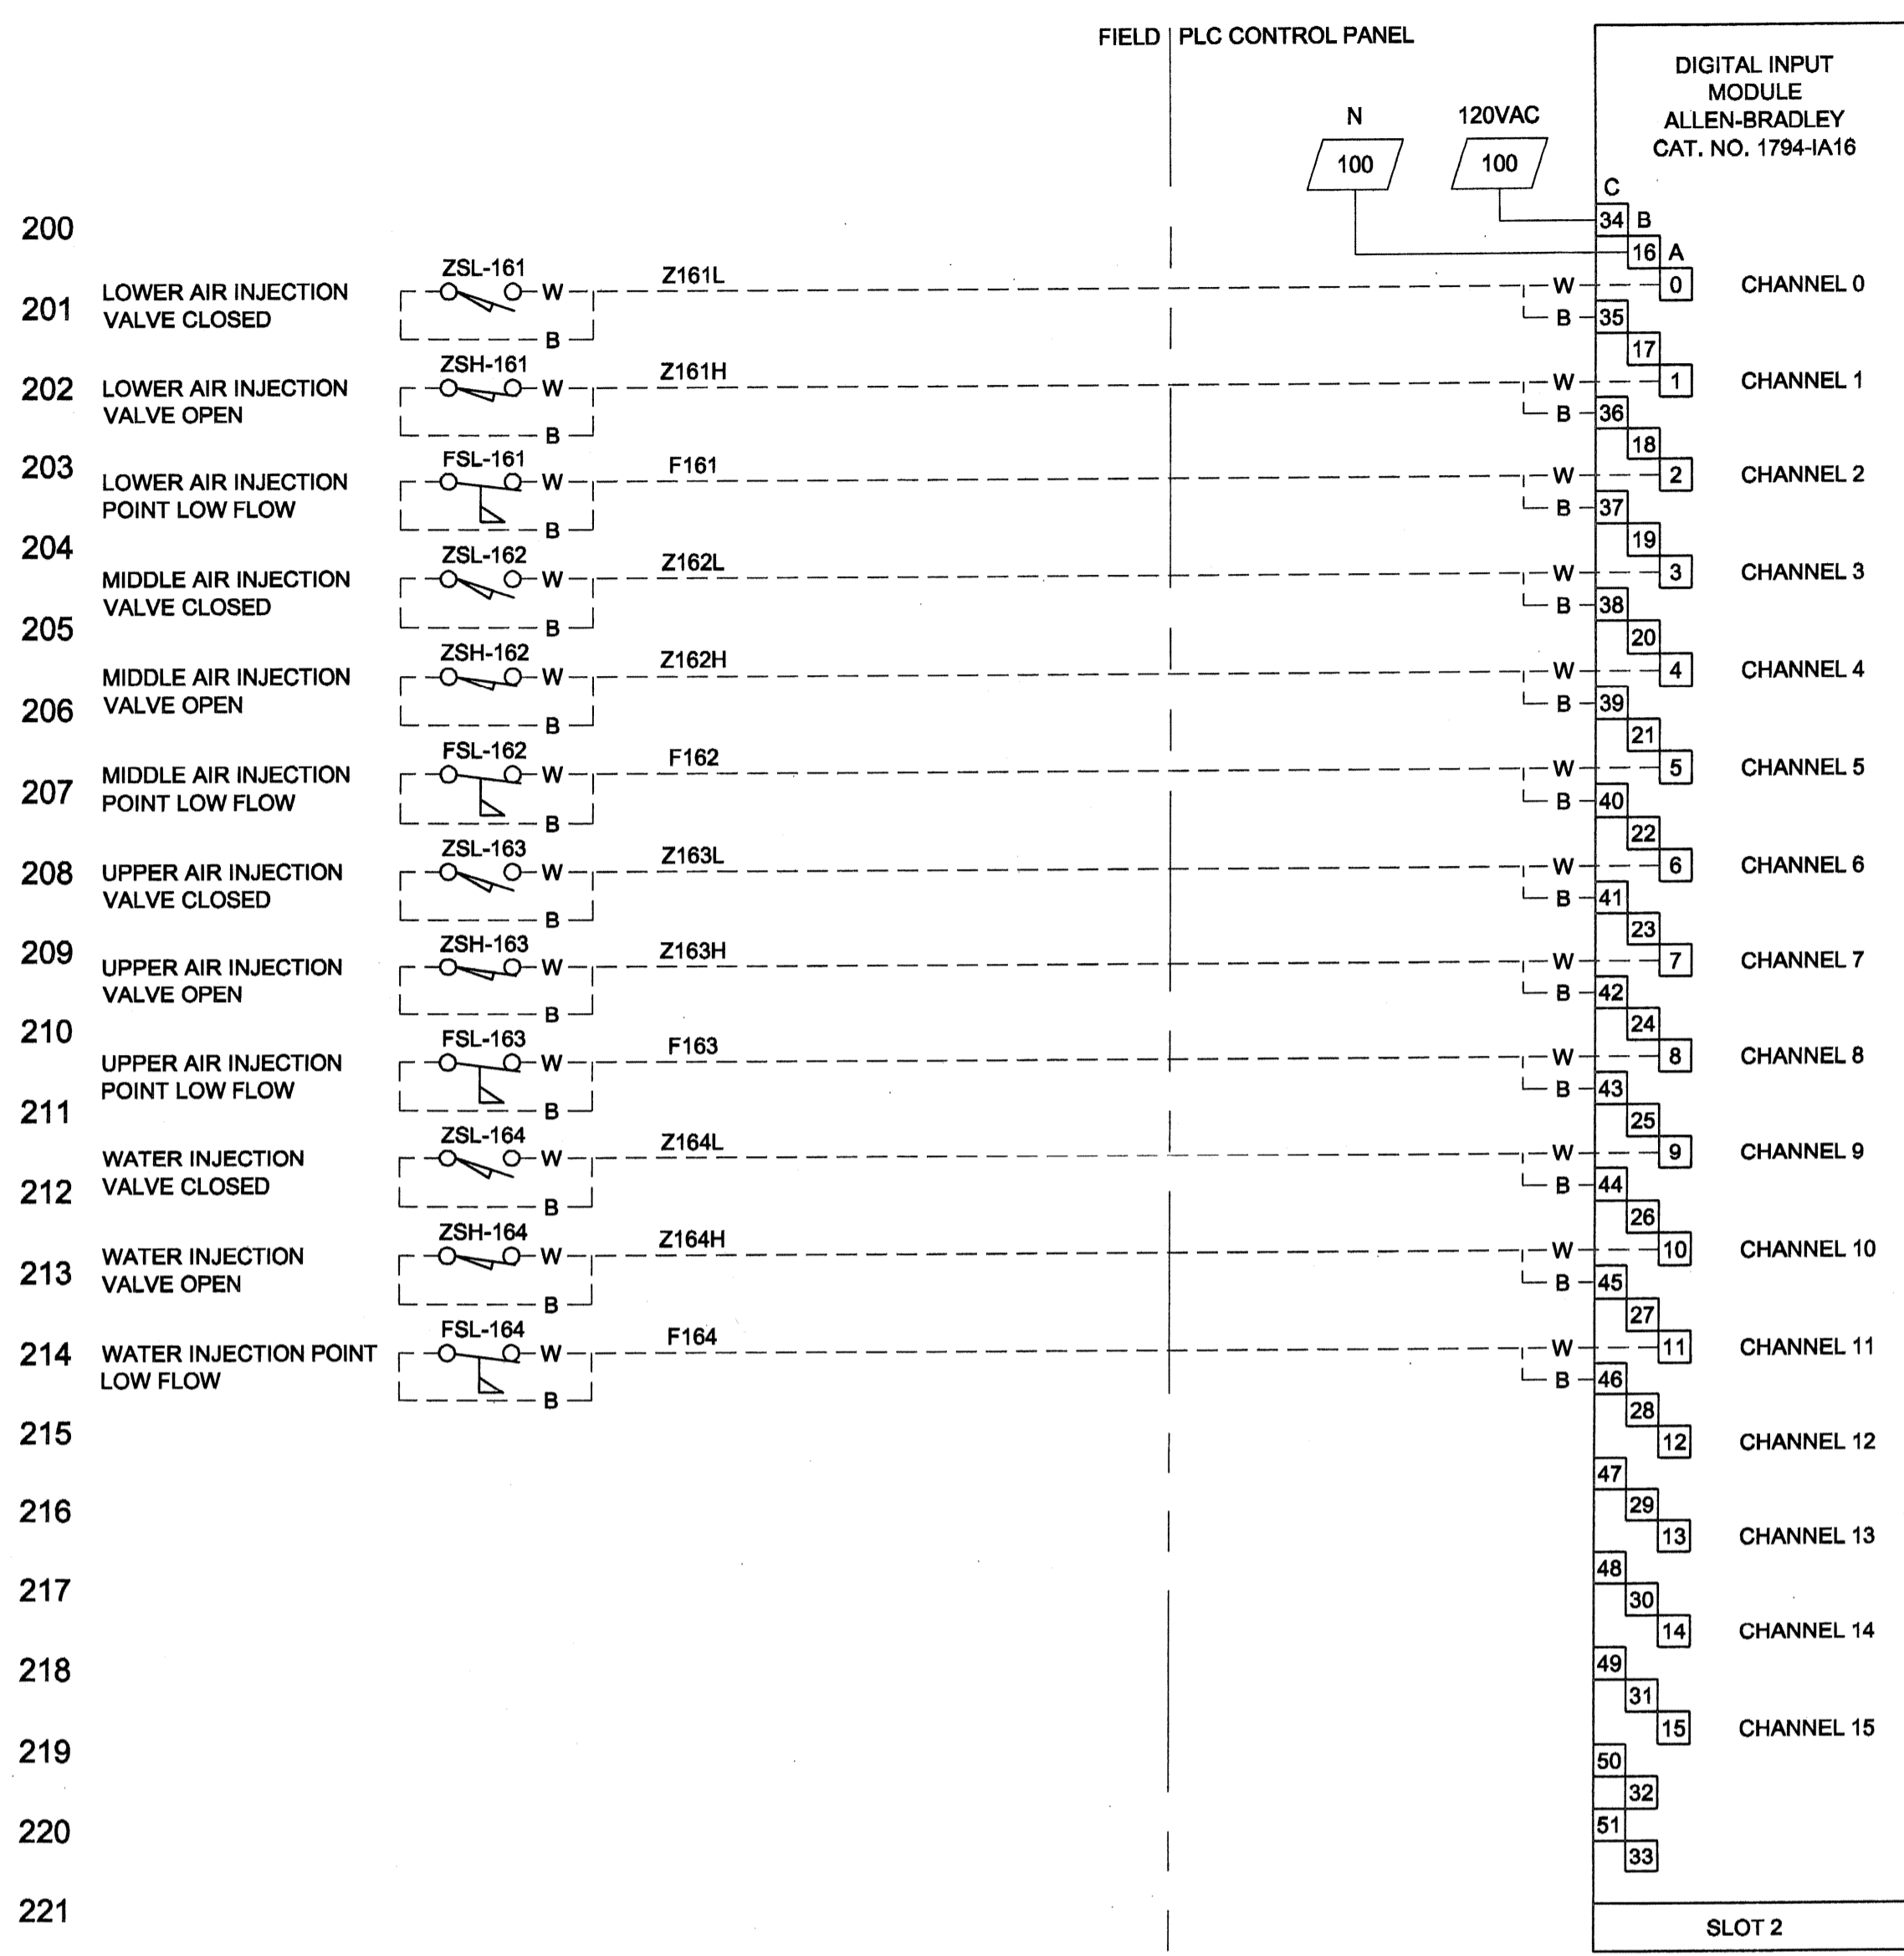 FIELD PLC CONTROL PANEL
DIGITAL INPUT
MODULE
ALLEN-BRADLEY
CAT. NO. 1794-IA16
N 120VAC
100 100
C
200 34 B
16 A
ZSL-161 Z161L
201 LOWER AIR INJECTION W W 0 CHANNEL 0
VALVE CLOSED B B 35
17
ZSH-161 Z161H
202 LOWER AIR INJECTION W W 1 CHANNEL 1
VALVE OPEN B B 36
18
203 FSL-161 F161
LOWER AIR INJECTION W W 2 CHANNEL 2
POINT LOW FLOW B B 37
19
204 ZSL-162 Z162L
MIDDLE AIR INJECTION W W 3 CHANNEL 3
VALVE CLOSED B B 38
205 20
ZSH-162 Z162H
MIDDLE AIR INJECTION W W 4 CHANNEL 4
206 VALVE OPEN B B 39
21
FSL-162 F162
MIDDLE AIR INJECTION W W 5 CHANNEL 5
207 POINT LOW FLOW B B 40
22
ZSL-163 Z163L
208 UPPER AIR INJECTION W W 6 CHANNEL 6
VALVE CLOSED B B 41
23
209 ZSH-163 Z163H
UPPER AIR INJECTION W W 7 CHANNEL 7
VALVE OPEN B B 42
24
210 FSL-163 F163
UPPER AIR INJECTION W W 8 CHANNEL 8
POINT LOW FLOW B B 43
211 25
ZSL-164 Z164L
WATER INJECTION W W 9 CHANNEL 9
212 VALVE CLOSED B B 44
26
ZSH-164 Z164H
WATER INJECTION W W 10 CHANNEL 10
213 VALVE OPEN B B 45
27
FSL-164 F164
214 WATER INJECTION POINT W W 11 CHANNEL 11
LOW FLOW B B 46
28
215 12 CHANNEL 12
47
216 29
13 CHANNEL 13
48
217 30
14 CHANNEL 14
218 49
31
15 CHANNEL 15
219 50
32
220 51
33
221 SLOT 2